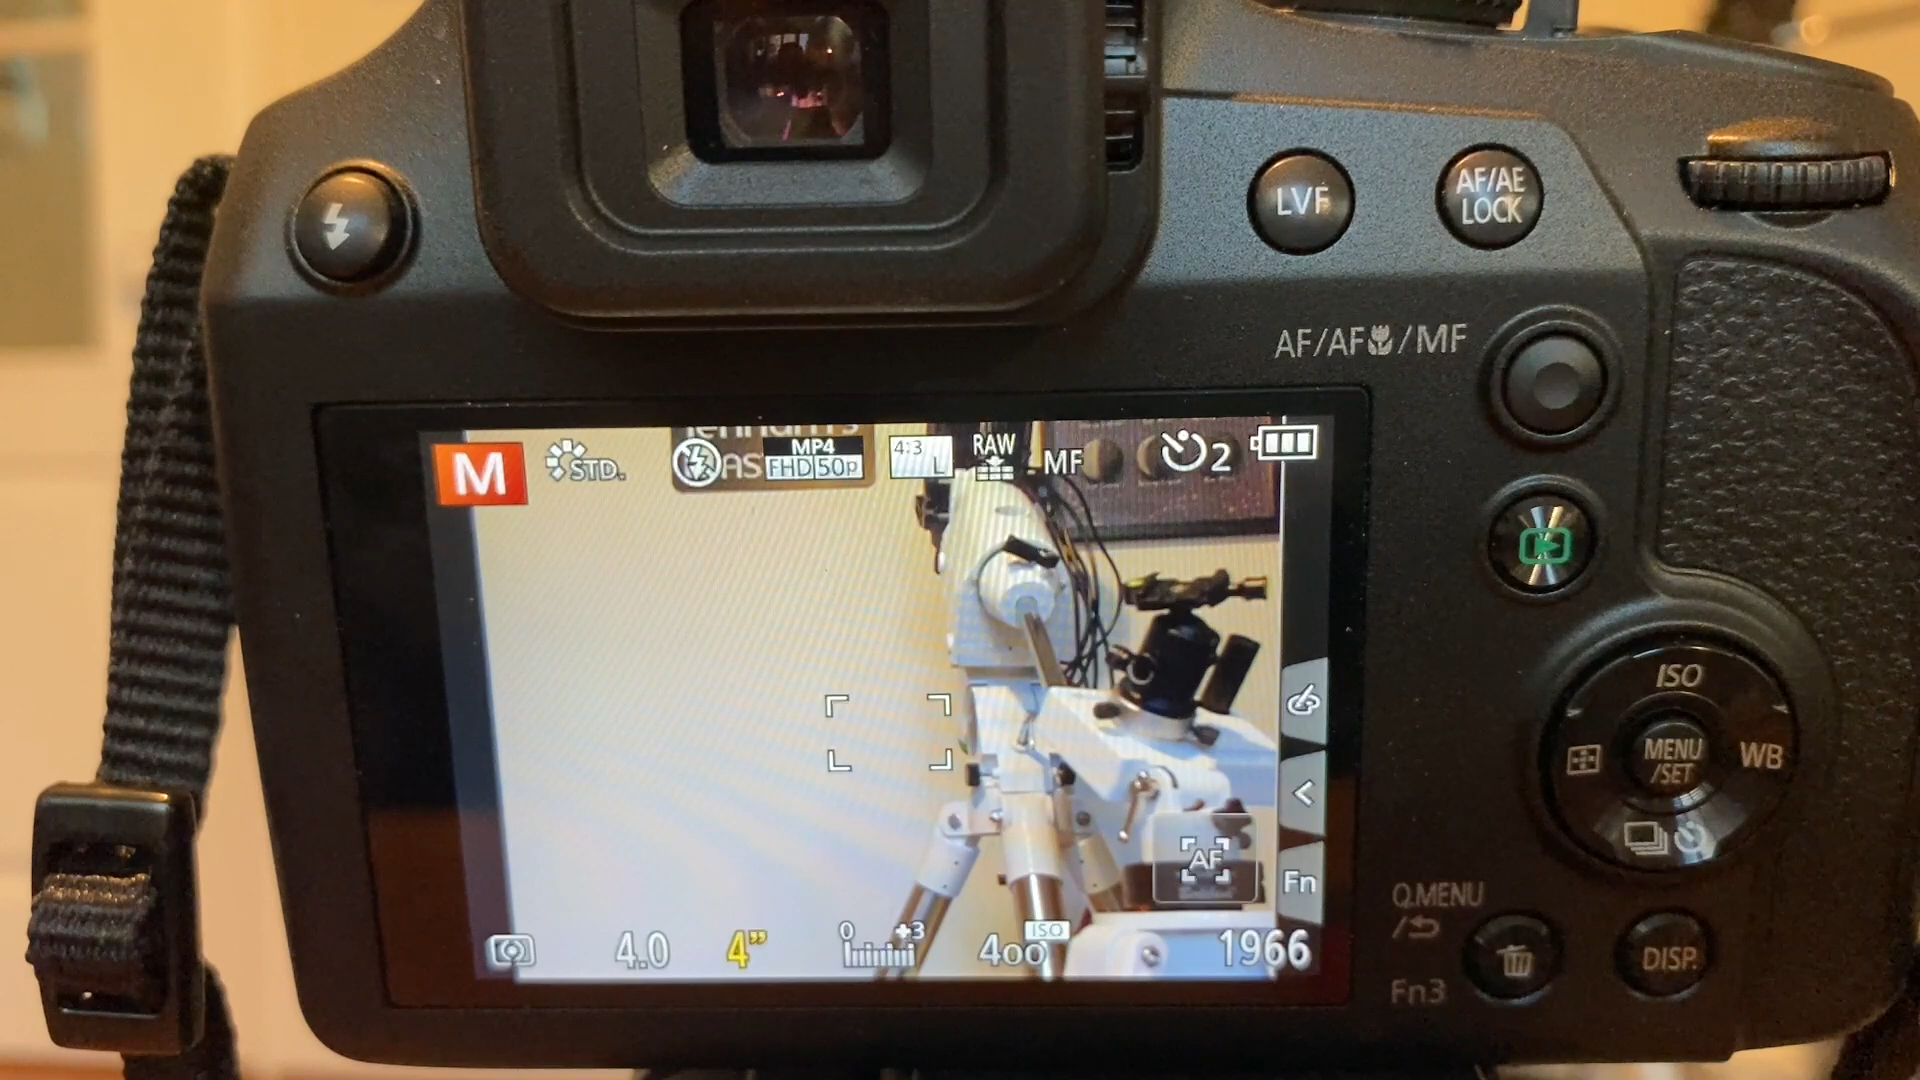 LVF
AF/AE
LOCK
AF/AF/MF
M
STD.
AS
MP4
FHD 50p
4:3
L
RAW
MF
2
ISO
MENU
/SET
WB
AF
Fn
4.0
4"
0
+3
ISO
400
1966
Q.MENU
/
Fn3
DISP.